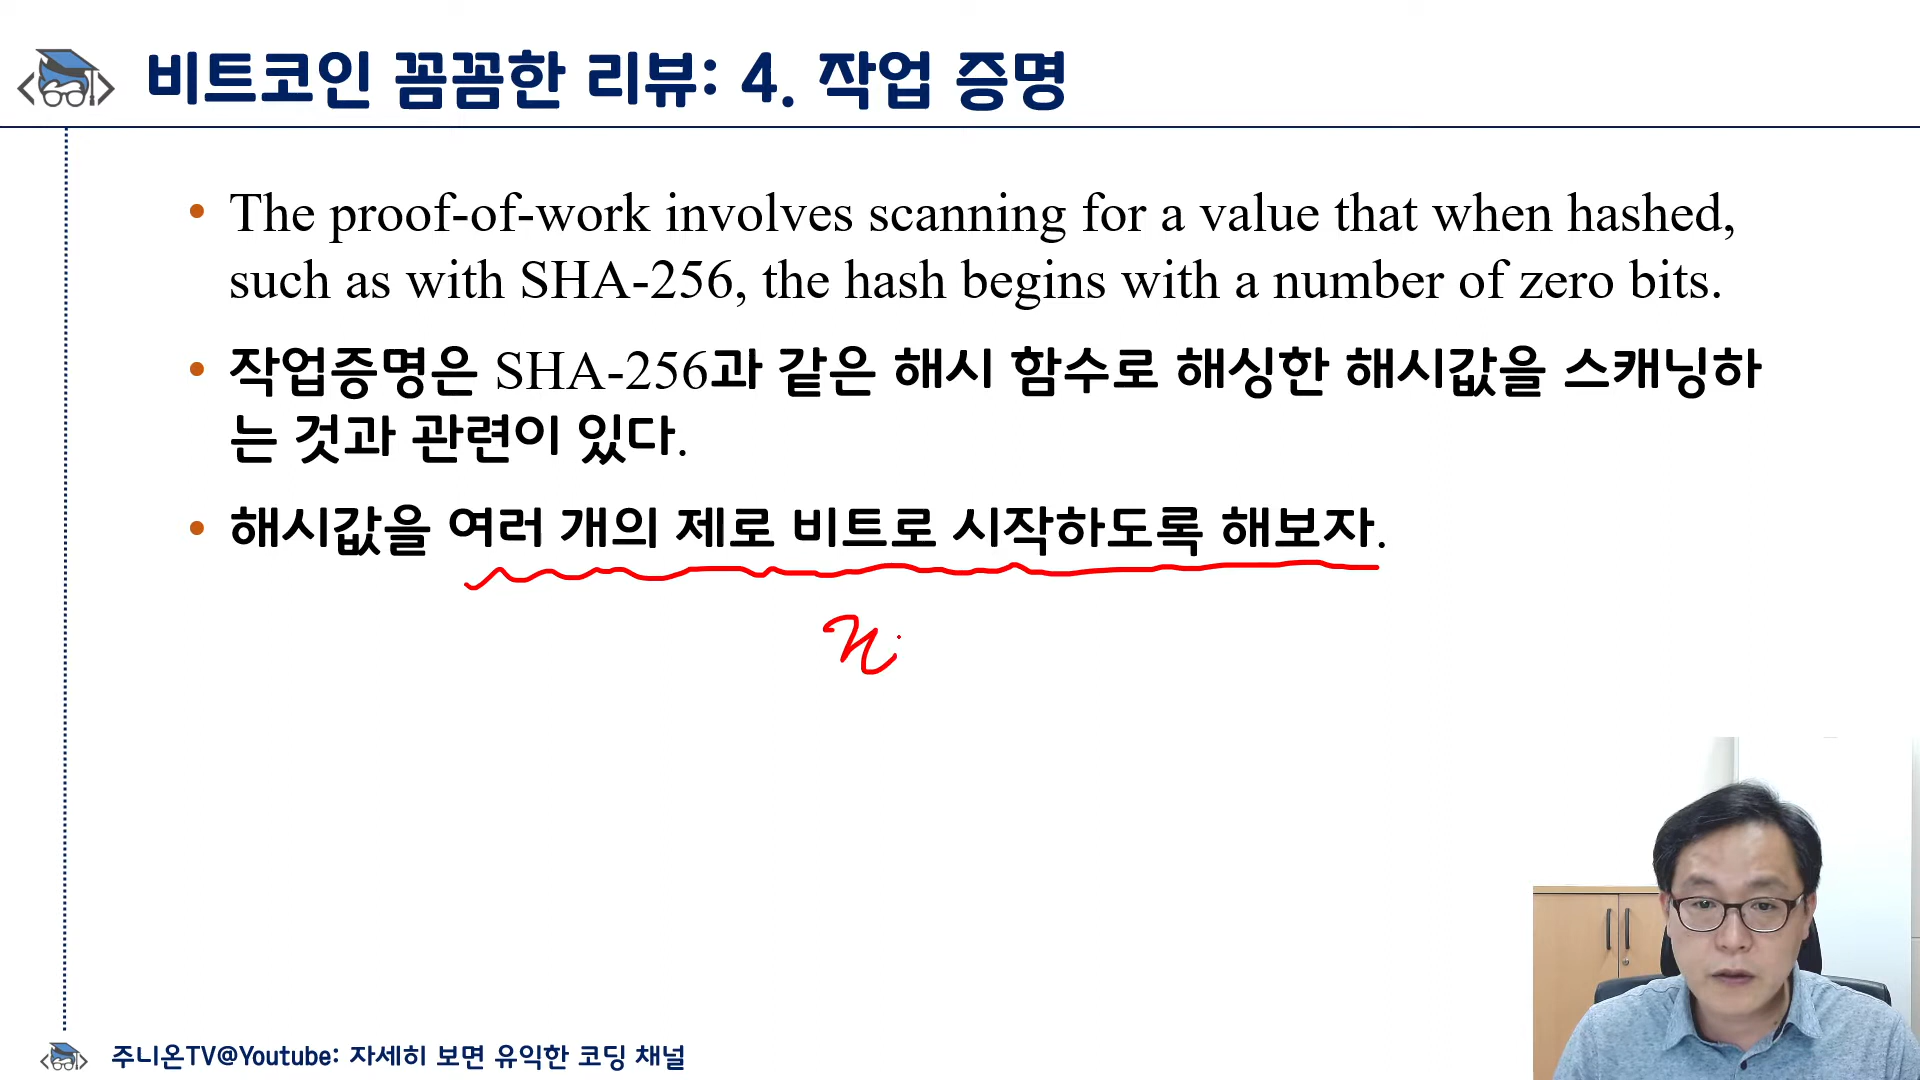 비트코인 꼼꼼한 리뷰: 4. 작업 증명
• The proof-of-work involves scanning for a value that when hashed,
such as with SHA-256, the hash begins with a number of zero bits.
• 작업증명은 SHA-256과 같은 해시 함수로 해싱한 해시값을 스캐닝하
는 것과 관련이 있다.
• 해시값을 여러 개의 제로 비트로 시작하도록 해보자.
n
주니온TV@Youtube: 자세히 보면 유익한 코딩 채널